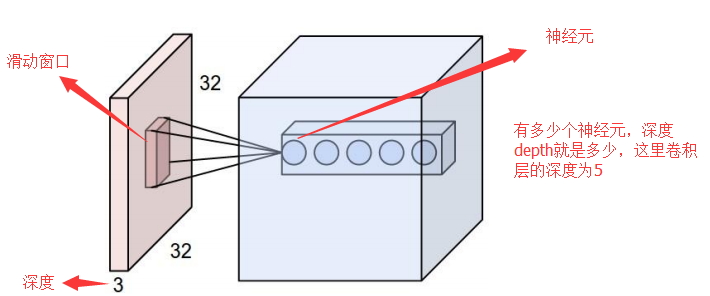 滑动窗口
32
神经元
有多少个神经元，深度
depth就是多少，这里卷积
层的深度为5
32
深度
3